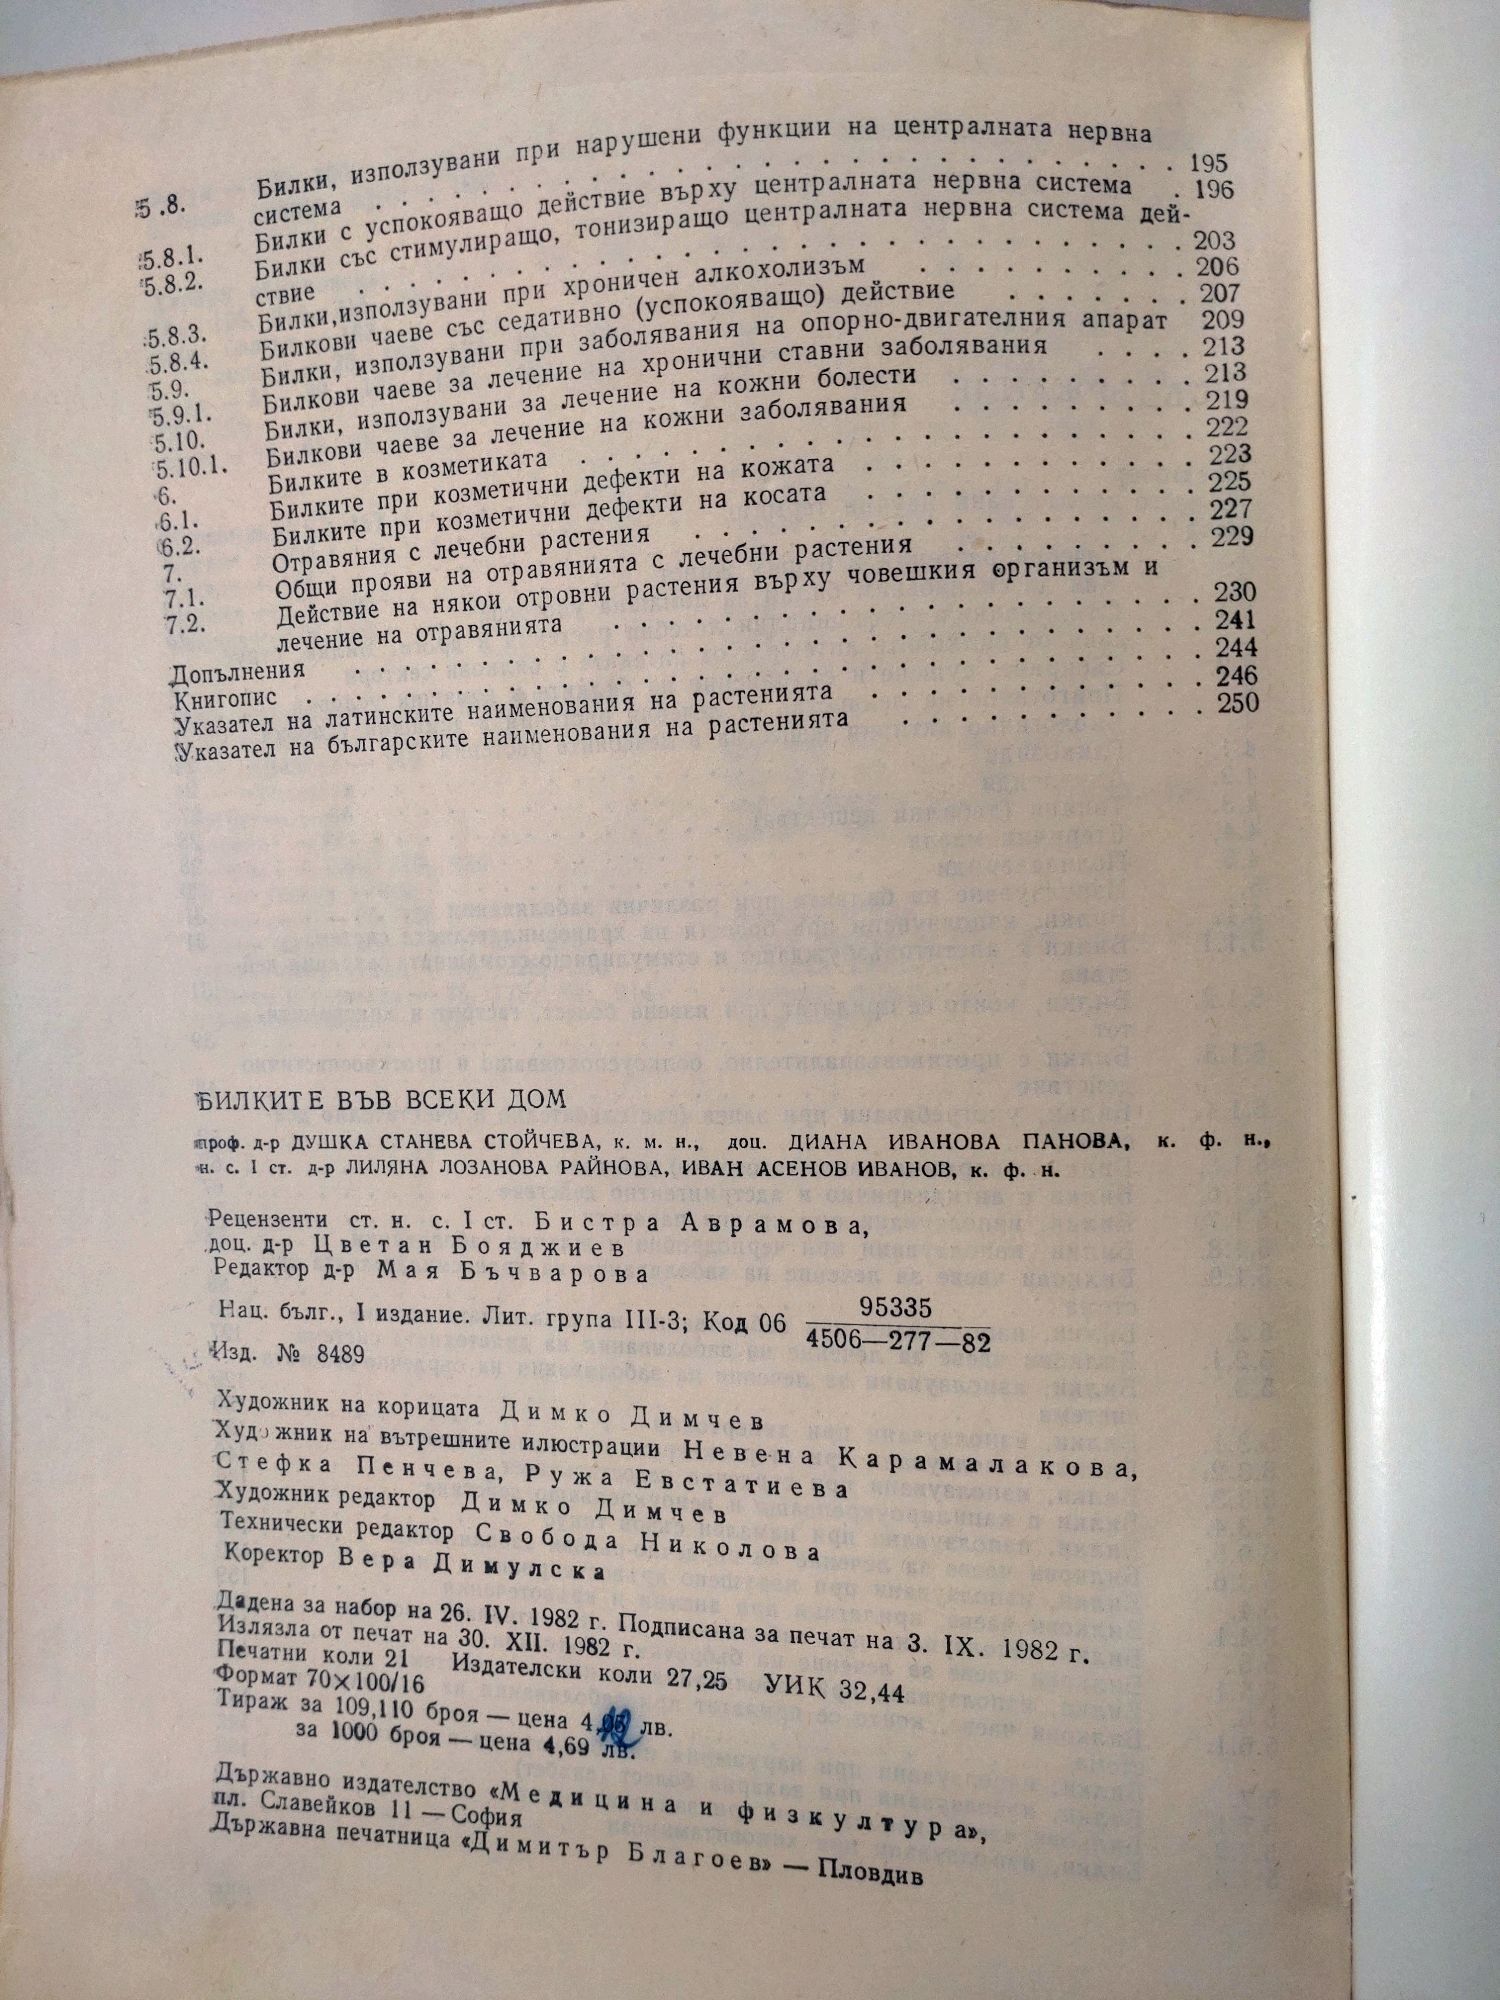 5.8. Билки, използувани при нарушени функции на централната нервна
система . . . . . . . . . . . . . . . . . . . . . . 195
5.8.1. Билки с успокояващо действие върху централната нервна система . 196
5.8.2. Билки със стимулиращо, тонизиращо централната нервна система дей-
ствие . . . . . . . . . . . . . . . . . . . . . . 203
5.8.3. Билки,използувани при хроничен алкохолизъм . . . . . . . . . . 206
5.8.4. Билкови чаеве със седативно (успокояващо) действие . . . . . . . 207
5.9. Билки, използувани при заболявания на опорно-двигателния апарат 209
5.9.1. Билкови чаеве за лечение на хронични ставни заболявания . . . . 213
5.10. Билки, използувани за лечение на кожни болести . . . . . . . . . 213
5.10.1. Билкови чаеве за лечение на кожни заболявания . . . . . . . . . 219
6. Билките в козметиката . . . . . . . . . . . . . . . . . 222
6.1. Билките при козметични дефекти на кожата . . . . . . . . . . . . 223
6.2. Билките при козметични дефекти на косата . . . . . . . . . . . . 225
7. Отравяния с лечебни растения . . . . . . . . . . . . . . . 227
7.1. Общи прояви на отравянията с лечебни растения . . . . . . . . . 229
7.2. Действие на някои отровни растения върху човешкия организъм и
лечение на отравянията . . . . . . . . . . . . . . . . . 230
Допълнения . . . . . . . . . . . . . . . . . . . . . . 241
Книгопис . . . . . . . . . . . . . . . . . . . . . . . 244
Указател на латинските наименования на растенията . . . . . . . . . . . . 246
Указател на българските наименования на растенията . . . . . . . . . . . 250
БИЛКИТЕ ВЪВ ВСЕКИ ДОМ
проф. д-р ДУШКА СТАНЕВА СТОЙЧЕВА, к. м. н., доц. ДИАНА ИВАНОВА ПАНОВА, к. ф. н.,
н. с. I ст. д-р ЛИЛЯНА ЛОЗАНОВА РАЙНОВА, ИВАН АСЕНОВ ИВАНОВ, к. ф. н.
Рецензенти ст. н. с. I ст. Бистра Аврамова,
доц. д-р Цветан Бояджиев
Редактор д-р Мая Бъчварова
Нац. бълг., I издание. Лит. група III-3; Код 06 95335
4506—277—82
Изд. № 8489
Художник на корицата Димко Димчев
Художник на вътрешните илюстрации Невена Карамалакова,
Стефка Пенчева, Ружа Евстатиева
Художник редактор Димко Димчев
Технически редактор Свобода Николова
Коректор Вера Димулска
Дадена за набор на 26. IV. 1982 г. Подписана за печат на 3. IX. 1982 г.
Излязла от печат на 30. XII. 1982 г.
Печатни коли 21 Издателски коли 27,25 УИК 32,44
Формат 70×100/16
Тираж за 109,110 броя — цена 4, лв.
за 1000 броя — цена 4,69 лв.
Държавно издателство «Медицина и физкултура»,
пл. Славейков 11 — София
Държавна печатница «Димитър Благоев» — Пловдив